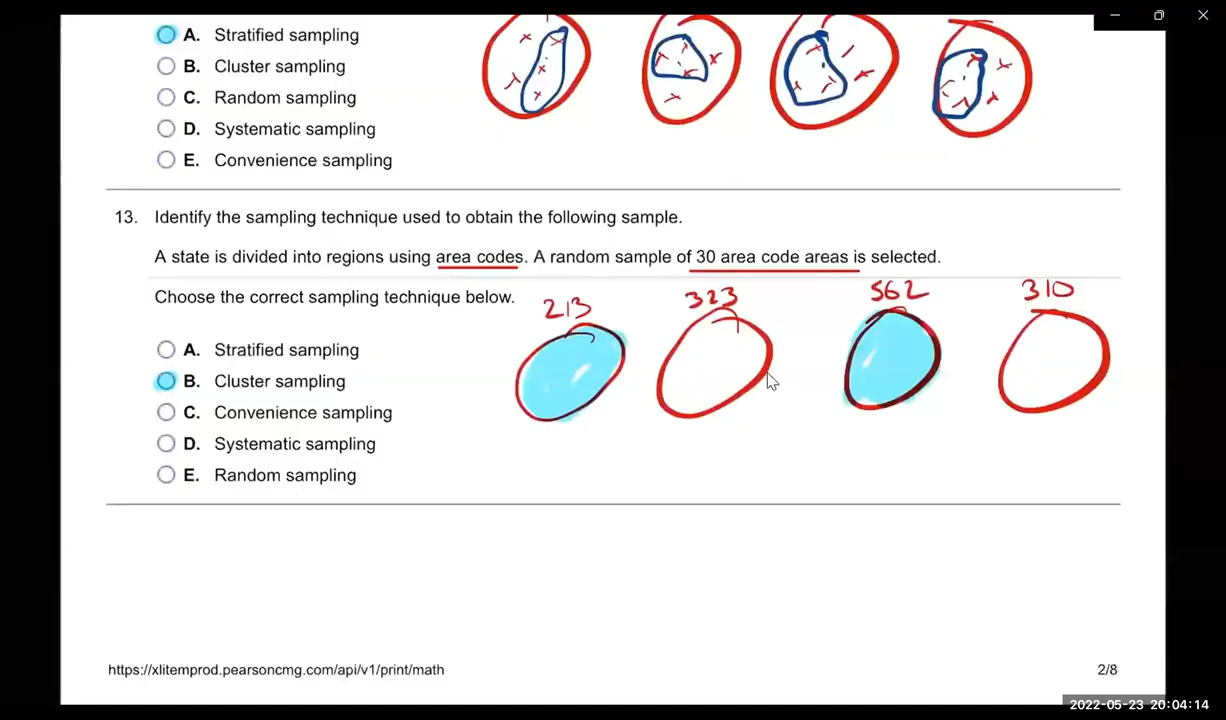 A. Stratified sampling
B. Cluster sampling
C. Random sampling
D. Systematic sampling
E. Convenience sampling
13. Identify the sampling technique used to obtain the following sample.
A state is divided into regions using area codes. A random sample of 30 area code areas is selected.
Choose the correct sampling technique below.
213 323 562 310
A. Stratified sampling
B. Cluster sampling
C. Convenience sampling
D. Systematic sampling
E. Random sampling
https://xlitemprod.pearsoncmg.com/api/v1/print/math 2/8
2022-05-23 20:04:14